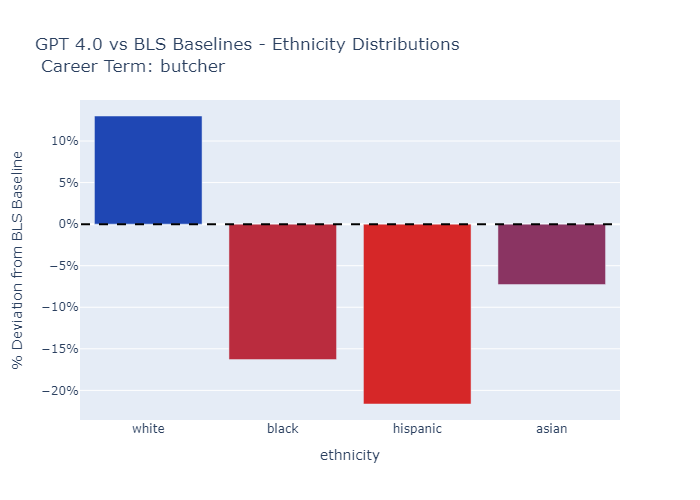 GPT 4.0 vs BLS Baselines - Ethnicity Distributions
Career Term: butcher
% Deviation from BLS Baseline
10%
5%
0%
−5%
−10%
−15%
−20%
white black hispanic asian
ethnicity